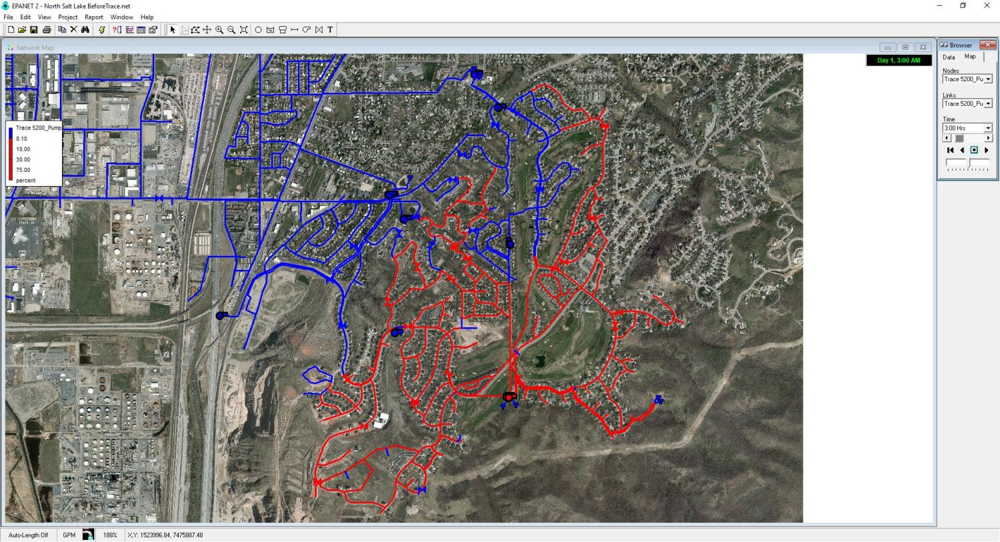 EPANET 2 - North Salt Lake BeforeTrace.net
File Edit View Project Report Window Help
T
Network Map
Browser
Data Map
Day 1, 3:00 AM
Nodes
Trace 5200_Pu
Links
Trace 5200_Pu
Time
3:00 Hrs
Trace 5200_Pump
0.10
10.00
30.00
75.00
percent
Auto-Length Off GPM 188% X,Y: 1523996.84, 7475887.48